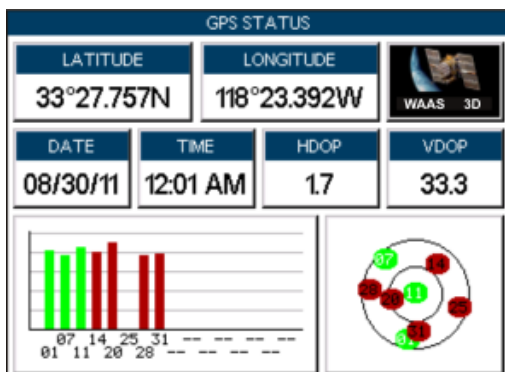 GPS STATUS
LATITUDE LONGITUDE
33°27.757N 118°23.392W WAAS 3D
DATE TIME HDOP VDOP
08/30/11 12:01 AM 1.7 33.3
07 14 25 31 -- -- --
01 11 20 28 -- -- -- --
07 14
28 20 11 25
31